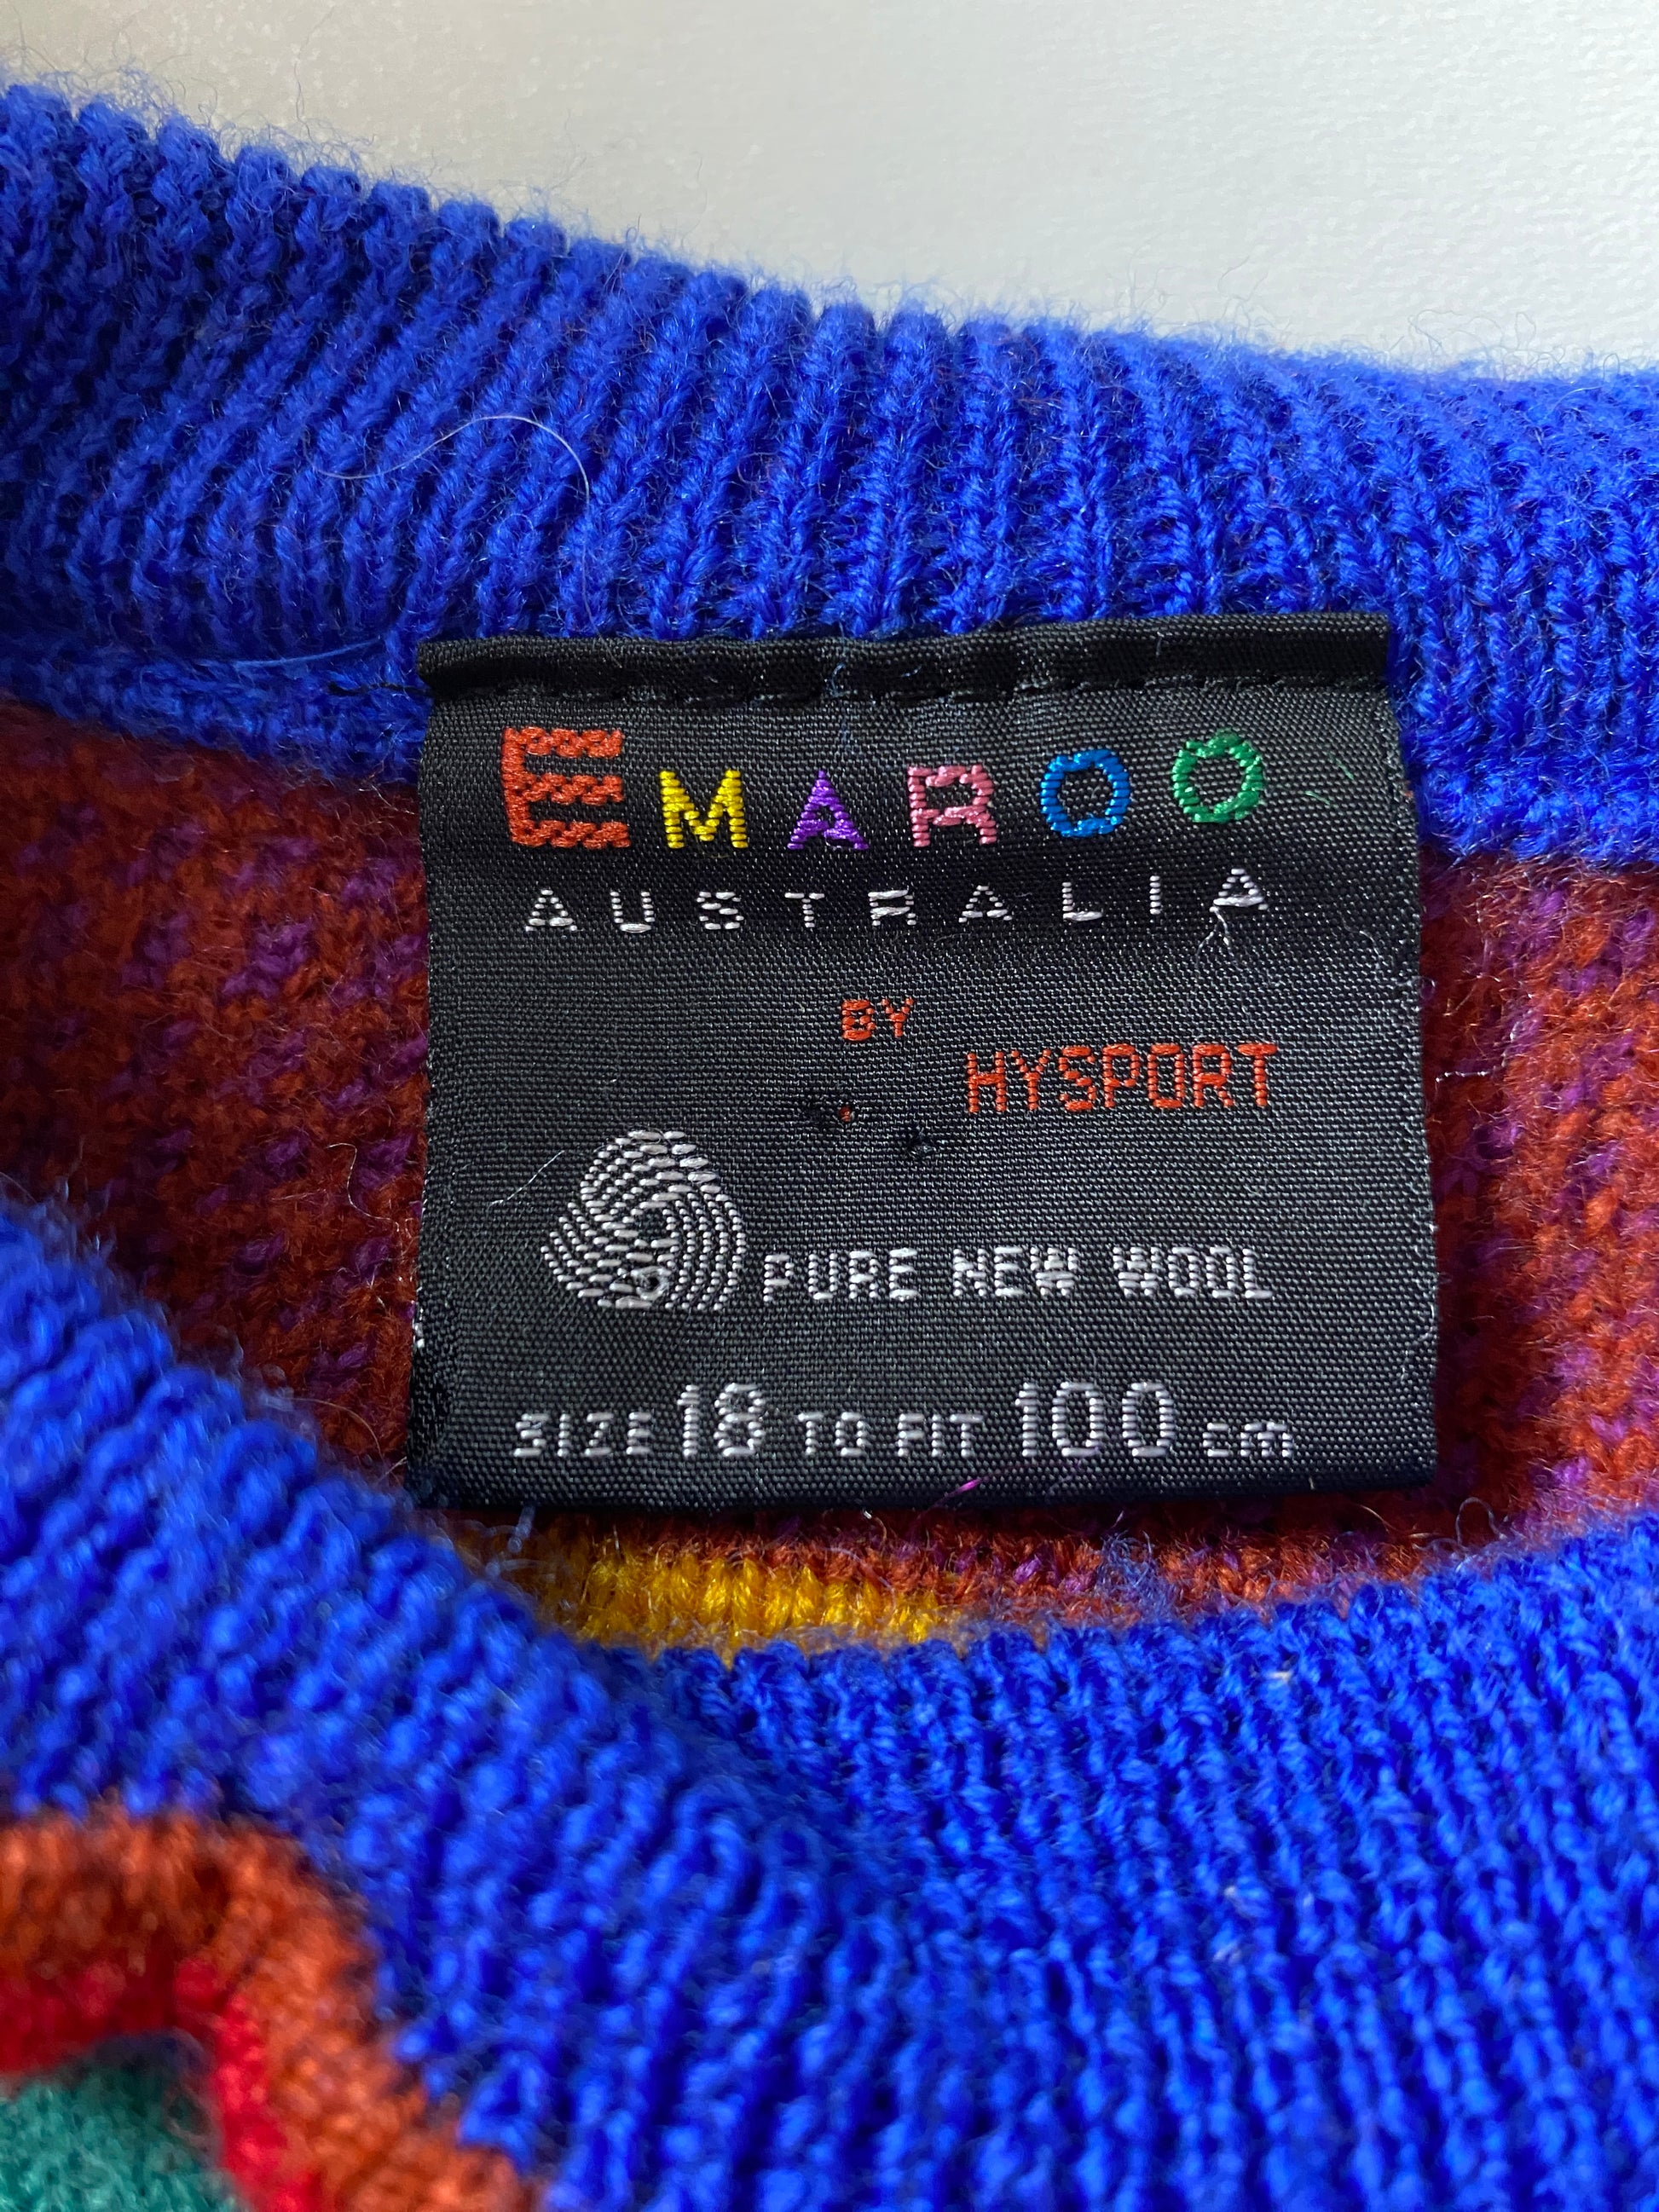 EMAROO
AUSTRALIA
BY
HYSPORT
PURE NEW WOOL
SIZE 18 TO FIT 100 cm